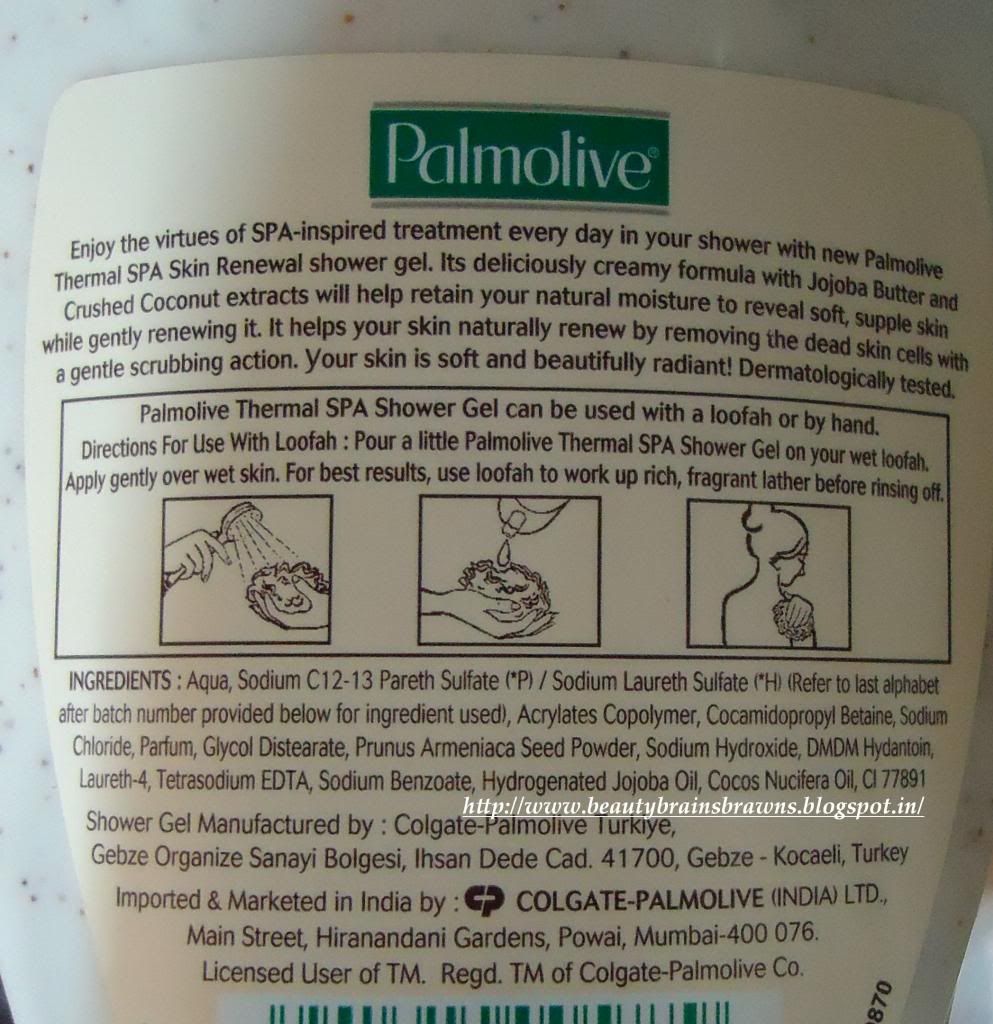 Palmolive®
Enjoy the virtues of SPA-inspired treatment every day in your shower with new Palmolive
Thermal SPA Skin Renewal shower gel. Its deliciously creamy formula with Jojoba Butter and
Crushed Coconut extracts will help retain your natural moisture to reveal soft, supple skin
while gently renewing it. It helps your skin naturally renew by removing the dead skin cells with
a gentle scrubbing action. Your skin is soft and beautifully radiant! Dermatologically tested.
Palmolive Thermal SPA Shower Gel can be used with a loofah or by hand.
Directions For Use With Loofah : Pour a little Palmolive Thermal SPA Shower Gel on your wet loofah.
Apply gently over wet skin. For best results, use loofah to work up rich, fragrant lather before rinsing off.
INGREDIENTS : Aqua, Sodium C12-13 Pareth Sulfate (*P) / Sodium Laureth Sulfate (*H) (Refer to last alphabet
after batch number provided below for ingredient used), Acrylates Copolymer, Cocamidopropyl Betaine, Sodium
Chloride, Parfum, Glycol Distearate, Prunus Armeniaca Seed Powder, Sodium Hydroxide, DMDM Hydantoin,
Laureth-4, Tetrasodium EDTA, Sodium Benzoate, Hydrogenated Jojoba Oil, Cocos Nucifera Oil, CI 77891
http://www.beautybrainsbrawns.blogspot.in/
Shower Gel Manufactured by : Colgate-Palmolive Turkiye,
Gebze Organize Sanayi Bolgesi, Ihsan Dede Cad. 41700, Gebze - Kocaeli, Turkey
Imported & Marketed in India by : CP COLGATE-PALMOLIVE (INDIA) LTD.,
Main Street, Hiranandani Gardens, Powai, Mumbai-400 076.
Licensed User of TM. Regd. TM of Colgate-Palmolive Co.
870